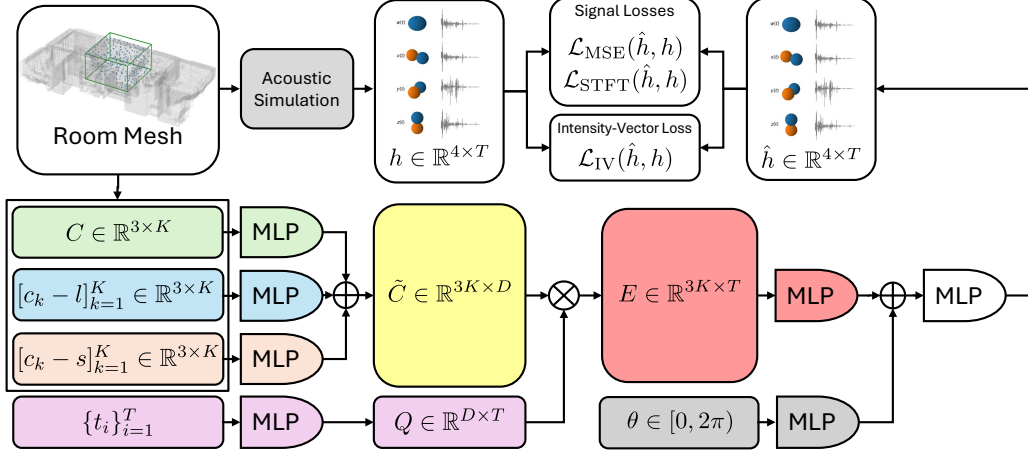 Room Mesh
Acoustic
Simulation
w(t)
x(t)
y(t)
z(t)
h ∈ ℝ^{4×T}
Signal Losses
ℒ_MSE(ĥ, h)
ℒ_STFT(ĥ, h)
Intensity-Vector Loss
ℒ_IV(ĥ, h)
w(t)
x(t)
y(t)
z(t)
ĥ ∈ ℝ^{4×T}
C ∈ ℝ^{3×K}
MLP
[c_k − l]_{k=1}^K ∈ ℝ^{3×K}
MLP
[c_k − s]_{k=1}^K ∈ ℝ^{3×K}
MLP
C̃ ∈ ℝ^{3K×D}
E ∈ ℝ^{3K×T}
MLP
MLP
{t_i}_{i=1}^T
MLP
Q ∈ ℝ^{D×T}
θ ∈ [0, 2π)
MLP